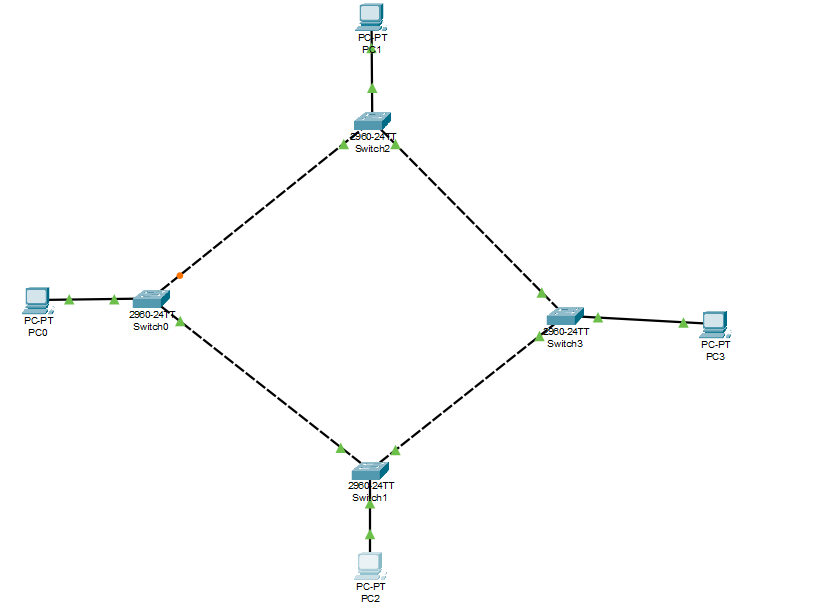 PC-PT
PC1
2960-24TT
Switch2
PC-PT
PC0
2960-24TT
Switch0
2960-24TT
Switch3
PC-PT
PC3
2960-24TT
Switch1
PC-PT
PC2